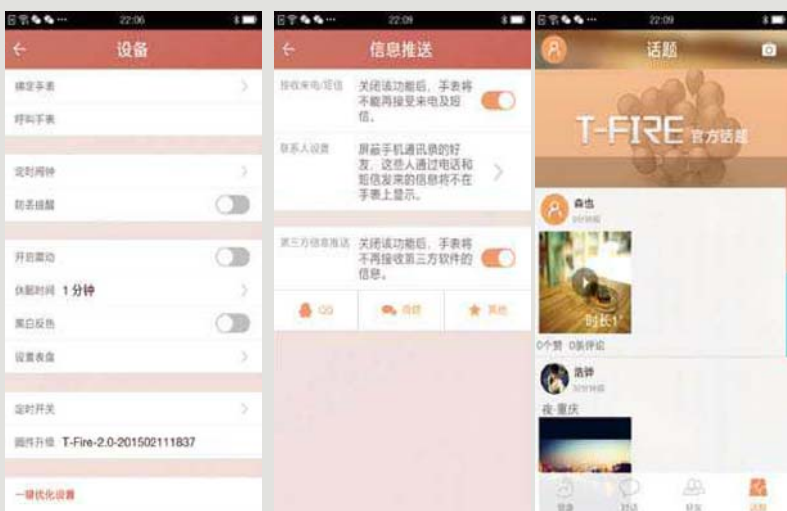 22:06
设备
绑定手表
呼叫手表
定时闹钟
防丢提醒
开启震动
休眠时间 1 分钟
黑白反色
设置表盘
定时开关
固件升级 T-Fire-2.0-201502111837
一键优化设置
22:09
信息推送
接收来电/短信
关闭该功能后，手表将
不能再接受来电及短
信。
联系人设置
屏蔽手机通讯录的好
友，这些人通过电话和
短信发来的信息将不在
手表上显示。
第三方信息推送
关闭该功能后，手表将
不再接收第三方软件的
信息。
QQ
微信
其他
22:09
话题
T-FIRE 官方话题
森也
时长1"
0个赞 0条评论
浩钟
夜·重庆
对话
好友
话题